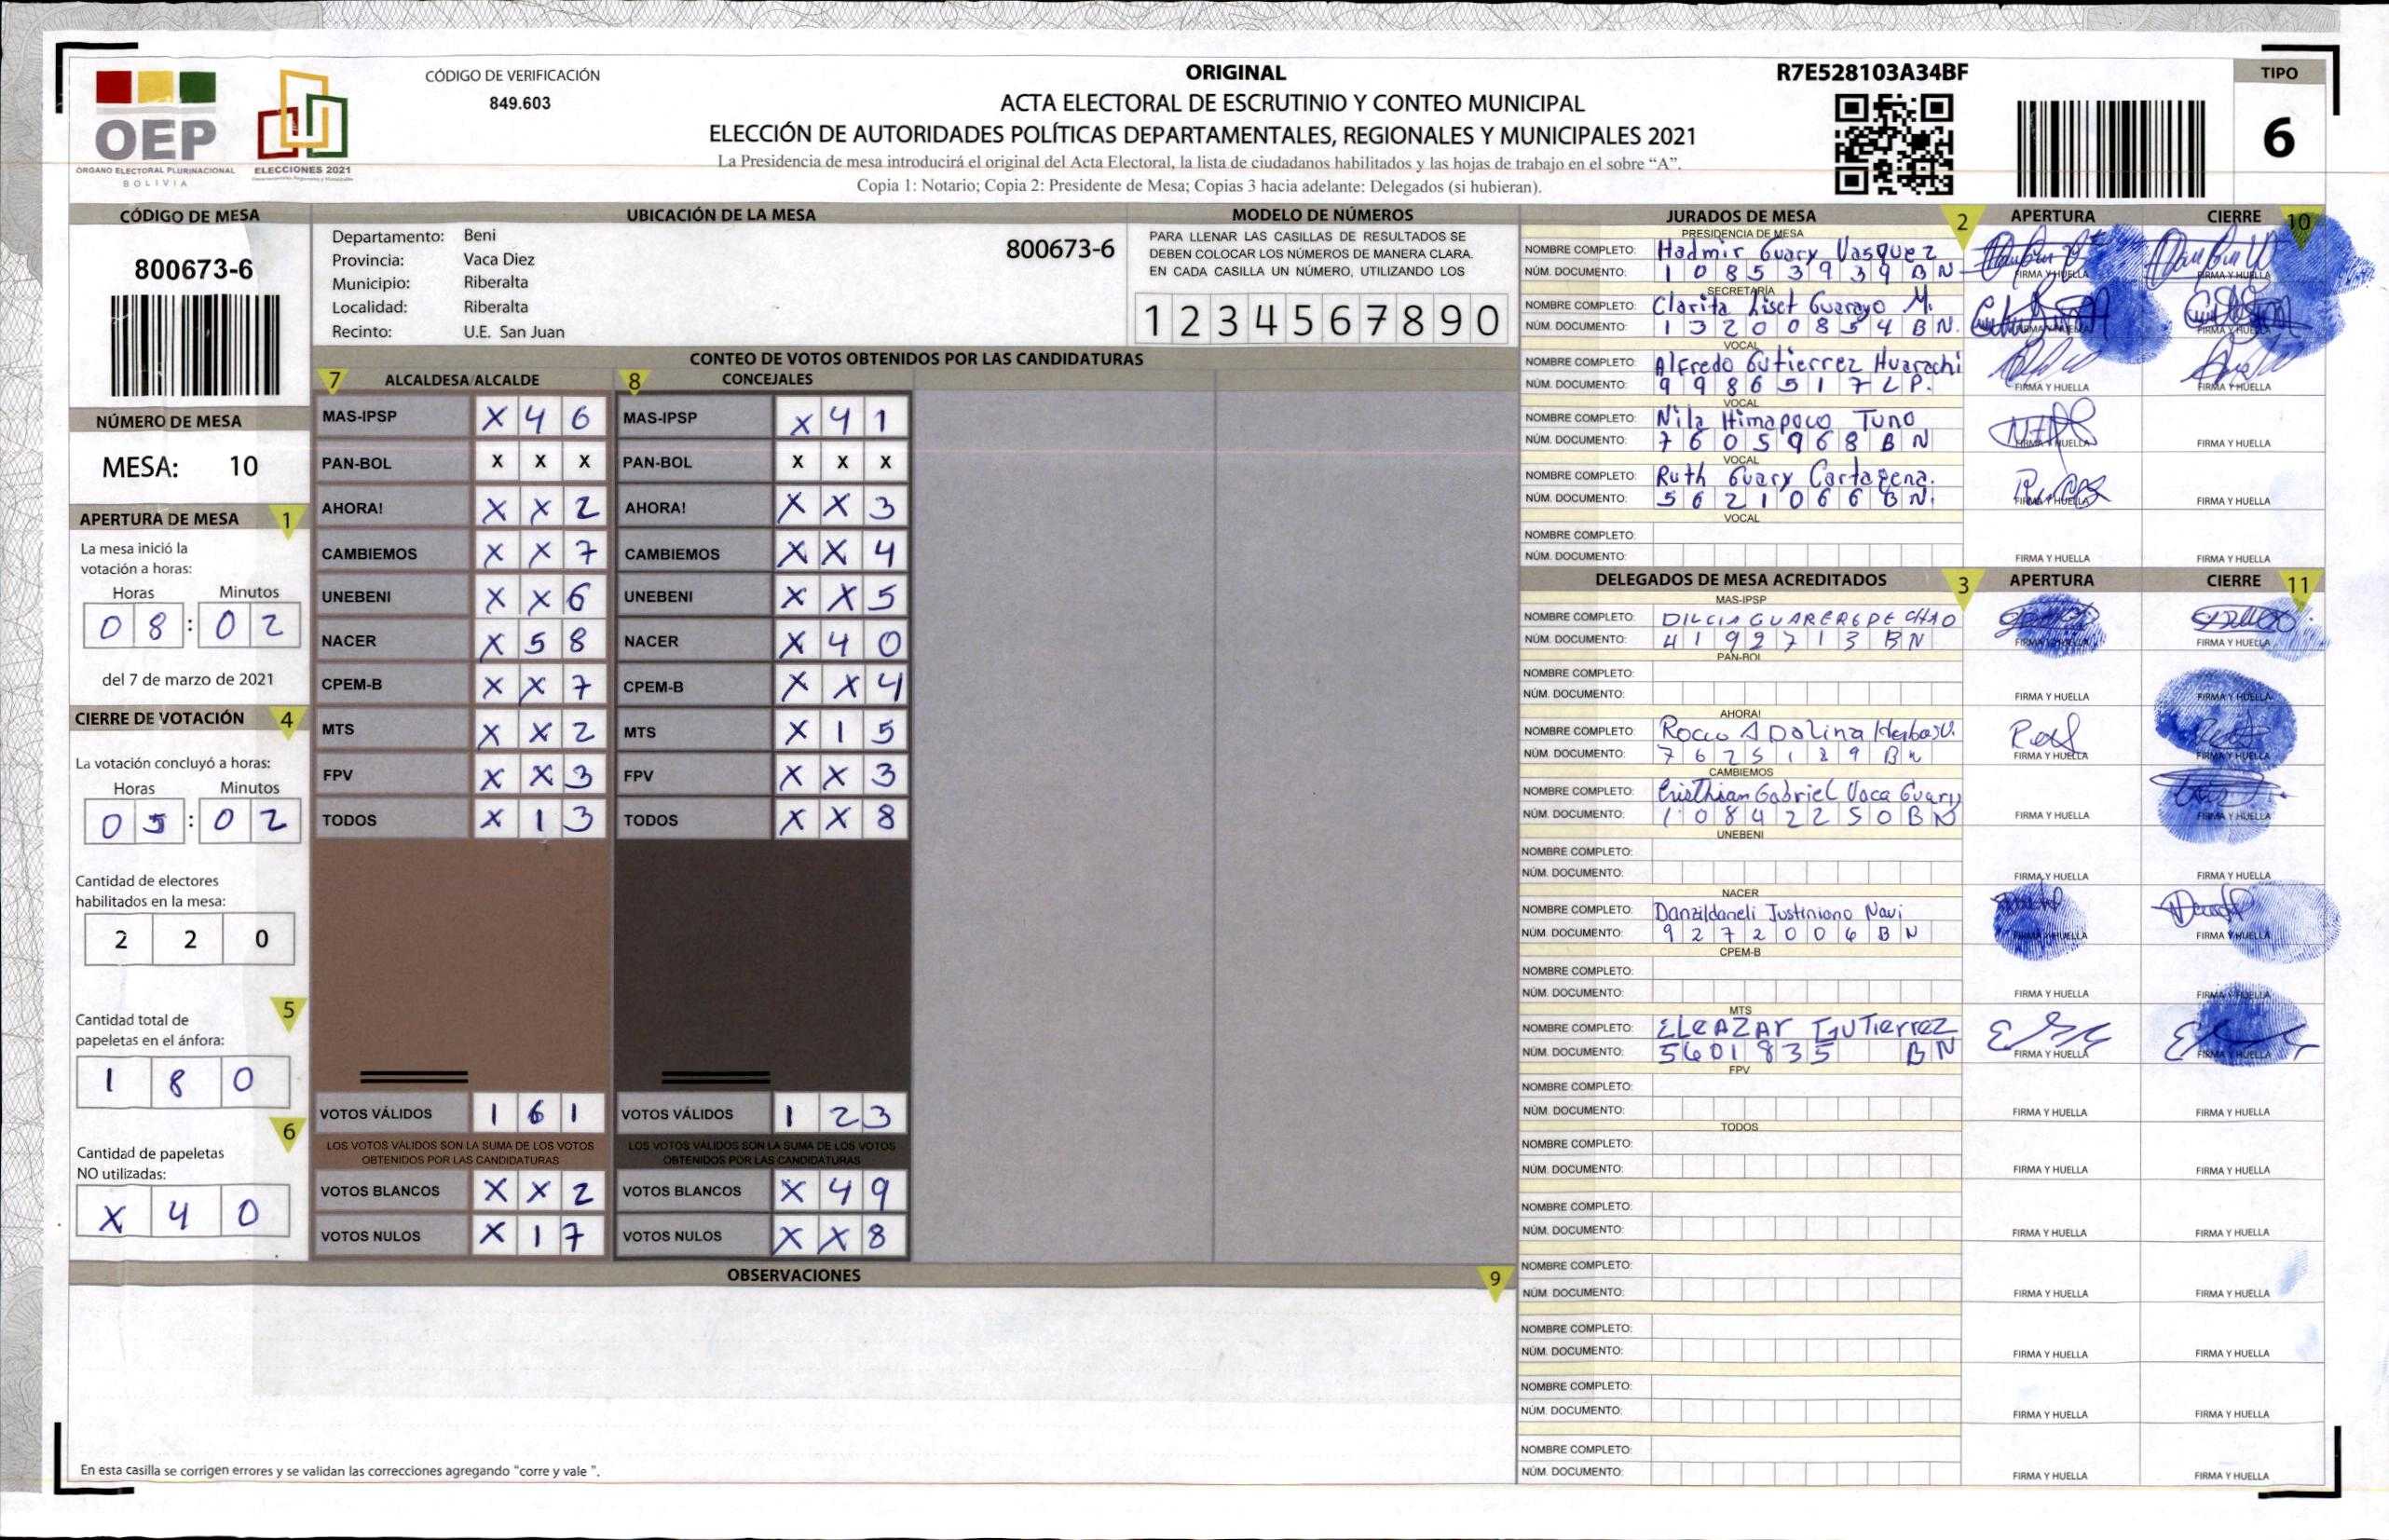 CÓDIGO DE VERIFICACIÓN
849.603
OEP
ÓRGANO ELECTORAL PLURINACIONAL
BOLIVIA
ELECCIONES 2021
ORIGINAL
ACTA ELECTORAL DE ESCRUTINIO Y CONTEO MUNICIPAL
ELECCIÓN DE AUTORIDADES POLÍTICAS DEPARTAMENTALES, REGIONALES Y MUNICIPALES 2021
La Presidencia de mesa introducirá el original del Acta Electoral, la lista de ciudadanos habilitados y las hojas de trabajo en el sobre “A”.
Copia 1: Notario; Copia 2: Presidente de Mesa; Copias 3 hacia adelante: Delegados (si hubieran).
R7E528103A34BF
TIPO
6
CÓDIGO DE MESA
800673-6
NÚMERO DE MESA
MESA: 10
APERTURA DE MESA 1
La mesa inició la
votación a horas:
Horas Minutos
0 8 : 0 2
del 7 de marzo de 2021
CIERRE DE VOTACIÓN 4
La votación concluyó a horas:
Horas Minutos
0 5 : 0 2
Cantidad de electores
habilitados en la mesa:
2 2 0
5
Cantidad total de
papeletas en el ánfora:
1 8 0
6
Cantidad de papeletas
NO utilizadas:
X 4 0
UBICACIÓN DE LA MESA
Departamento: Beni
Provincia: Vaca Diez
Municipio: Riberalta
Localidad: Riberalta
Recinto: U.E. San Juan
800673-6
MODELO DE NÚMEROS
PARA LLENAR LAS CASILLAS DE RESULTADOS SE
DEBEN COLOCAR LOS NÚMEROS DE MANERA CLARA.
EN CADA CASILLA UN NÚMERO, UTILIZANDO LOS
1 2 3 4 5 6 7 8 9 0
CONTEO DE VOTOS OBTENIDOS POR LAS CANDIDATURAS
7 ALCALDESA/ALCALDE 8 CONCEJALES
MAS-IPSP X 4 6 MAS-IPSP X 4 1
PAN-BOL X X X PAN-BOL X X X
AHORA! X X 2 AHORA! X X 3
CAMBIEMOS X X 7 CAMBIEMOS X X 4
UNEBENI X X 6 UNEBENI X X 5
NACER X 5 8 NACER X 4 0
CPEM-B X X 7 CPEM-B X X 4
MTS X X 2 MTS X 1 5
FPV X X 3 FPV X X 3
TODOS X 1 3 TODOS X X 8
VOTOS VÁLIDOS 1 6 1 VOTOS VÁLIDOS 1 2 3
LOS VOTOS VÁLIDOS SON LA SUMA DE LOS VOTOS LOS VOTOS VÁLIDOS SON LA SUMA DE LOS VOTOS
OBTENIDOS POR LAS CANDIDATURAS OBTENIDOS POR LAS CANDIDATURAS
VOTOS BLANCOS X X 2 VOTOS BLANCOS X 4 9
VOTOS NULOS X 1 7 VOTOS NULOS X X 8
OBSERVACIONES 9
En esta casilla se corrigen errores y se validan las correcciones agregando "corre y vale ".
JURADOS DE MESA 2 APERTURA CIERRE 10
PRESIDENCIA DE MESA
NOMBRE COMPLETO: Hadmir Guary Vasquez
NÚM. DOCUMENTO: 1 0 8 5 3 9 3 9 B N FIRMA Y HUELLA FIRMA Y HUELLA
SECRETARÍA
NOMBRE COMPLETO: Clarita Liset Guarayo M.
NÚM. DOCUMENTO: 1 3 2 0 0 8 5 4 B N. FIRMA Y HUELLA FIRMA Y HUELLA
VOCAL
NOMBRE COMPLETO: Alfredo Gutierrez Huarachi
NÚM. DOCUMENTO: 9 9 8 6 5 1 7 L P. FIRMA Y HUELLA FIRMA Y HUELLA
VOCAL
NOMBRE COMPLETO: Nila Himapoco Tuno
NÚM. DOCUMENTO: 7 6 0 5 9 6 8 B N FIRMA Y HUELLA FIRMA Y HUELLA
VOCAL
NOMBRE COMPLETO: Ruth Guary Cartagena.
NÚM. DOCUMENTO: 5 6 2 1 0 6 6 B N. FIRMA Y HUELLA FIRMA Y HUELLA
VOCAL
NOMBRE COMPLETO:
NÚM. DOCUMENTO: FIRMA Y HUELLA FIRMA Y HUELLA
DELEGADOS DE MESA ACREDITADOS 3 APERTURA CIERRE 11
MAS-IPSP
NOMBRE COMPLETO: DILCIA
NÚM. DOCUMENTO: 4 1 9 2 7 1 3 B N FIRMA Y HUELLA FIRMA Y HUELLA
PAN-BOL
NOMBRE COMPLETO:
NÚM. DOCUMENTO: FIRMA Y HUELLA FIRMA Y HUELLA
AHORA!
NOMBRE COMPLETO:
NÚM. DOCUMENTO: 7 6 2 5 1 8 9 B N FIRMA Y HUELLA FIRMA Y HUELLA
CAMBIEMOS
NOMBRE COMPLETO: Cristhian Gabriel Vaca Guary
NÚM. DOCUMENTO: 1 0 8 4 2 2 5 0 B N FIRMA Y HUELLA FIRMA Y HUELLA
UNEBENI
NOMBRE COMPLETO:
NÚM. DOCUMENTO: FIRMA Y HUELLA FIRMA Y HUELLA
NACER
NOMBRE COMPLETO: Danzildaneli Justiniano Navi
NÚM. DOCUMENTO: 9 2 7 2 0 0 6 B N FIRMA Y HUELLA FIRMA Y HUELLA
CPEM-B
NOMBRE COMPLETO:
NÚM. DOCUMENTO: FIRMA Y HUELLA FIRMA Y HUELLA
MTS
NOMBRE COMPLETO: ELEAZAR GUTIERREZ
NÚM. DOCUMENTO: 5 6 0 1 8 3 5 B N FIRMA Y HUELLA FIRMA Y HUELLA
FPV
NOMBRE COMPLETO:
NÚM. DOCUMENTO: FIRMA Y HUELLA FIRMA Y HUELLA
TODOS
NOMBRE COMPLETO:
NÚM. DOCUMENTO: FIRMA Y HUELLA FIRMA Y HUELLA
NOMBRE COMPLETO:
NÚM. DOCUMENTO: FIRMA Y HUELLA FIRMA Y HUELLA
NOMBRE COMPLETO:
NÚM. DOCUMENTO: FIRMA Y HUELLA FIRMA Y HUELLA
NOMBRE COMPLETO:
NÚM. DOCUMENTO: FIRMA Y HUELLA FIRMA Y HUELLA
NOMBRE COMPLETO:
NÚM. DOCUMENTO: FIRMA Y HUELLA FIRMA Y HUELLA
NOMBRE COMPLETO:
NÚM. DOCUMENTO: FIRMA Y HUELLA FIRMA Y HUELLA